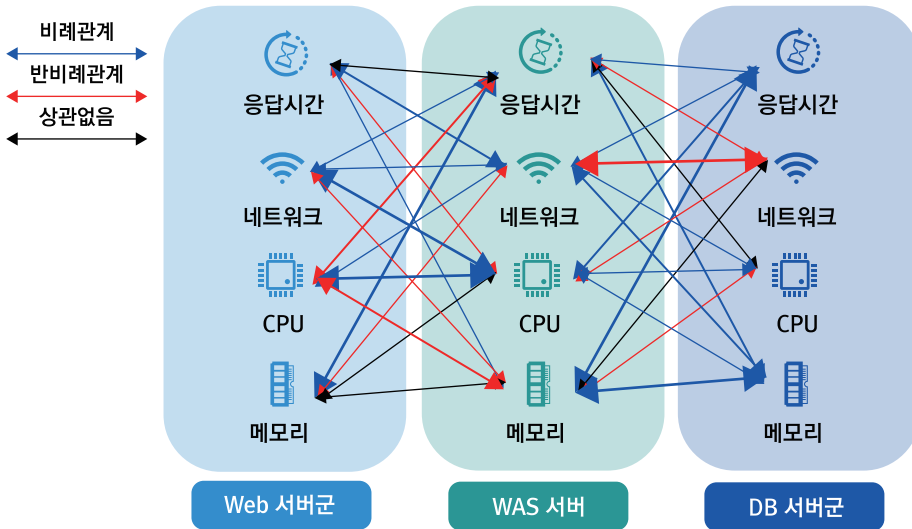 비례관계
반비례관계
상관없음
응답시간
네트워크
CPU
메모리
Web 서버군
응답시간
네트워크
CPU
메모리
WAS 서버
응답시간
네트워크
CPU
메모리
DB 서버군